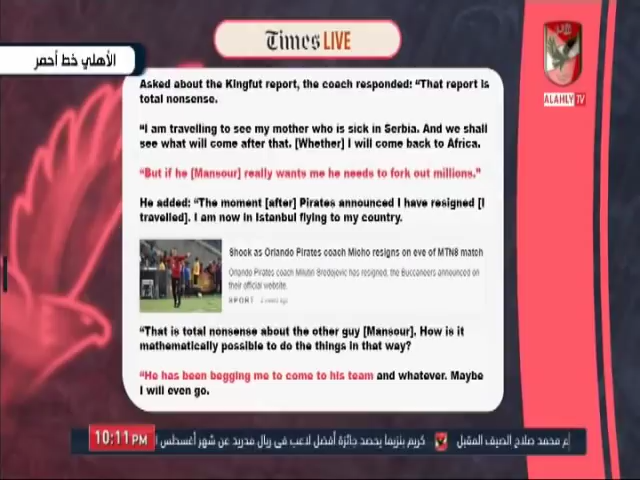 Times LIVE
الأهلي خط أحمر
ALAHLY TV
Asked about the Kingfut report, the coach responded: “That report is
total nonsense.
“I am travelling to see my mother who is sick in Serbia. And we shall
see what will come after that. [Whether] I will come back to Africa.
“But if he [Mansour] really wants me he needs to fork out millions.”
He added: “The moment [after] Pirates announced I have resigned [I
travelled]. I am now in Istanbul flying to my country.
Shock as Orlando Pirates coach Micho resigns on eve of MTN8 match
Orlando Pirates coach Milutin Sredojevic has resigned, the Buccaneers announced on
their official website.
SPORT
“That is total nonsense about the other guy [Mansour]. How is it
mathematically possible to do the things in that way?
“He has been begging me to come to his team and whatever. Maybe
I will even go.
10:11 PM
م محمد صلاح الصيف المقبل
كريم بنزيما يحصد جائزة أفضل لاعب فى ريال مدريد عن شهر أغسطس